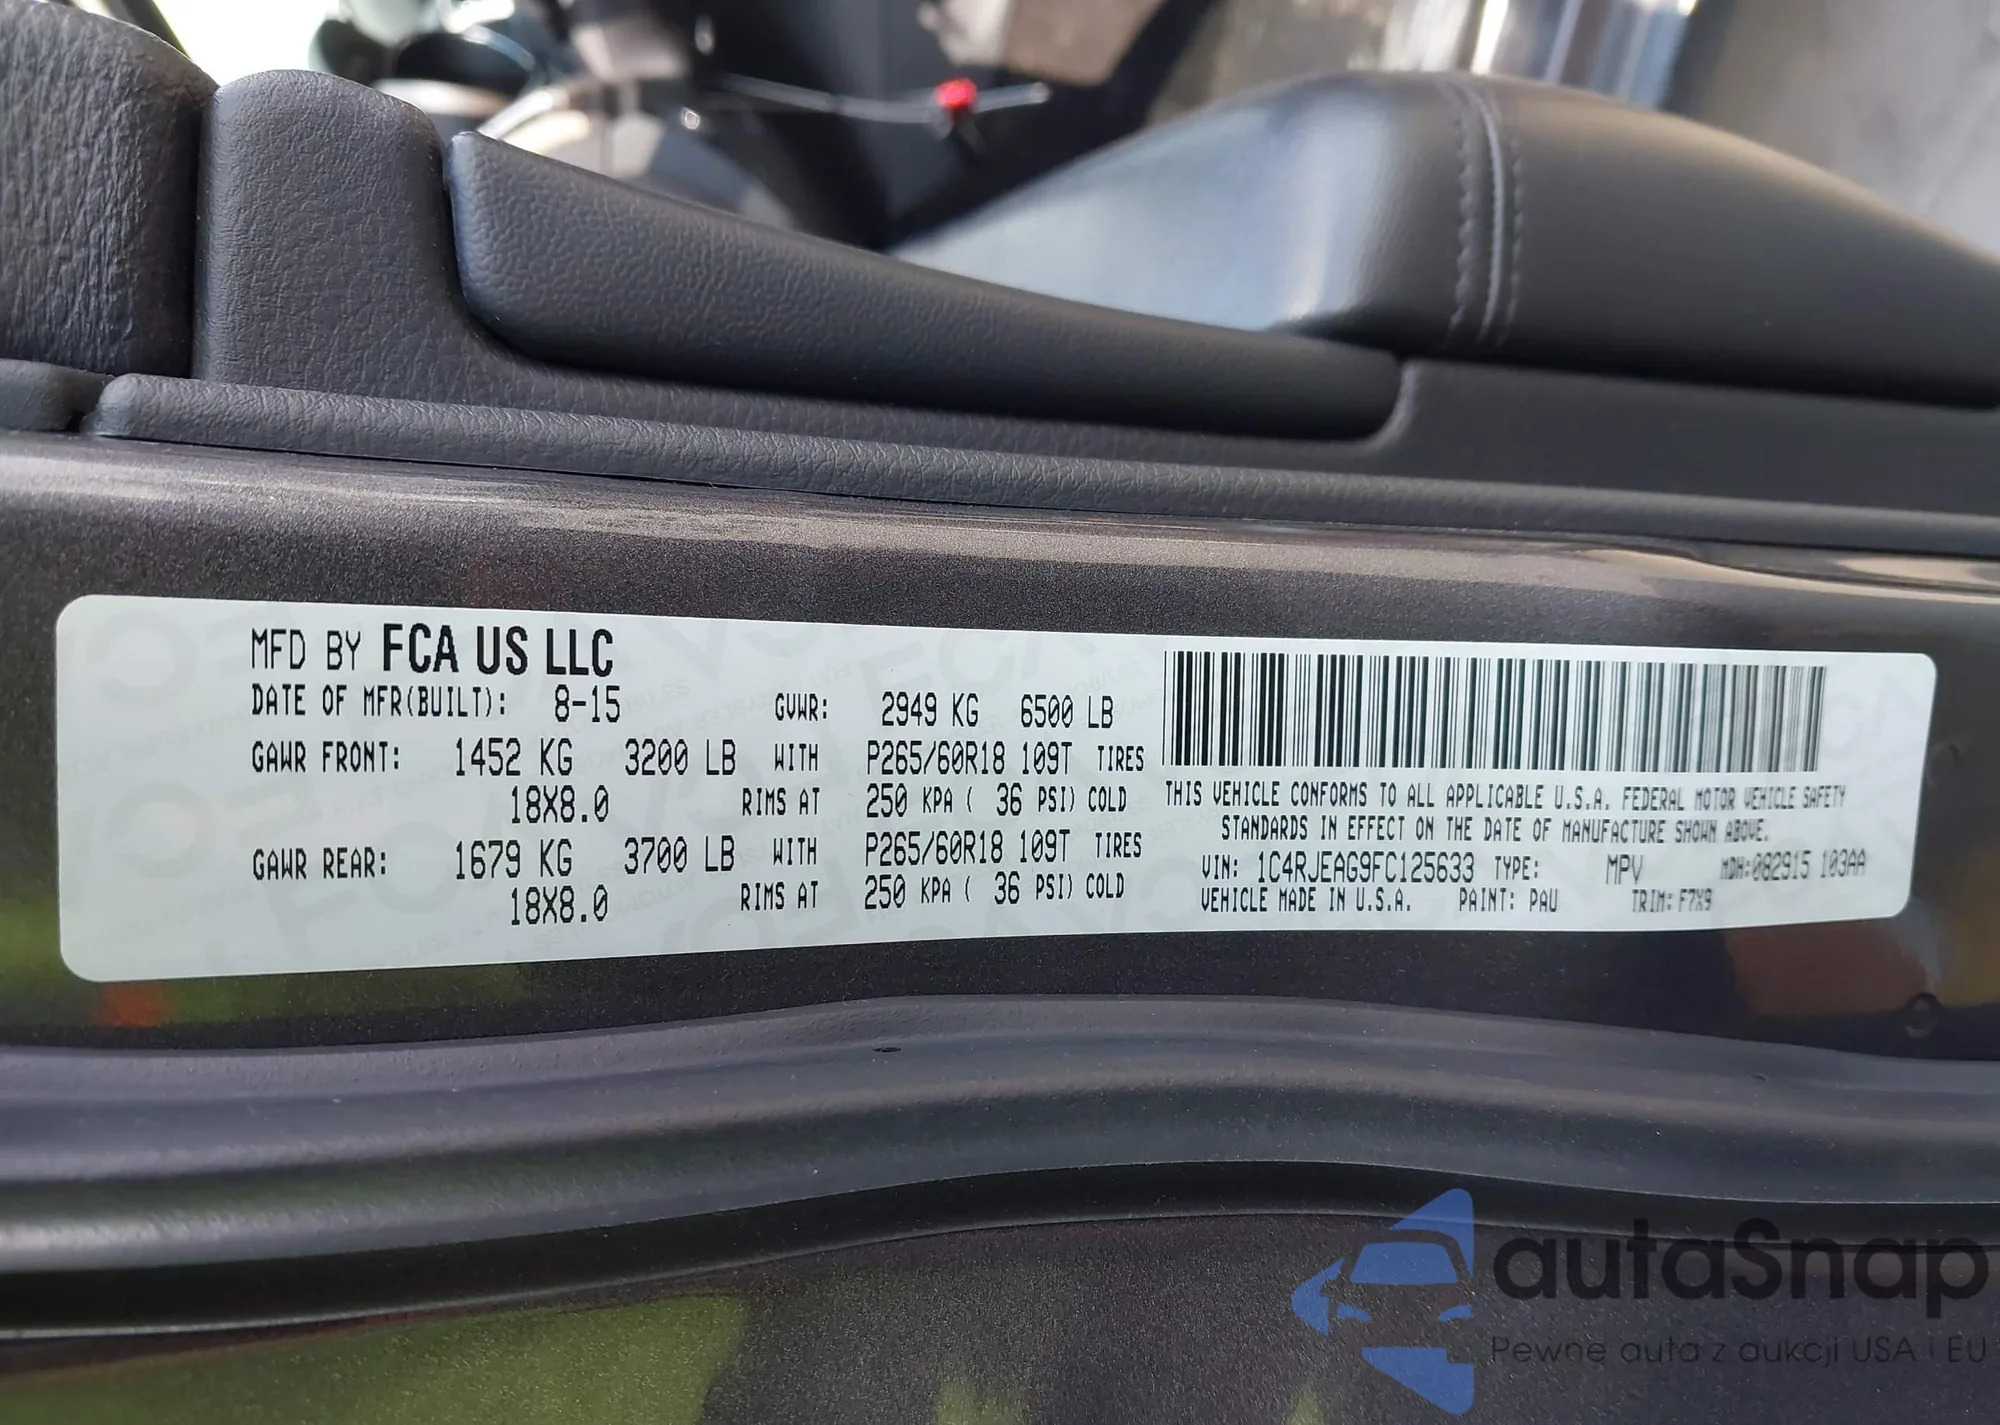 MFD BY FCA US LLC
DATE OF MFR(BUILT): 8-15 GVWR: 2949 KG 6500 LB
GAWR FRONT: 1452 KG 3200 LB WITH P265/60R18 109T TIRES
18X8.0 RIMS AT 250 KPA ( 36 PSI) COLD
GAWR REAR: 1679 KG 3700 LB WITH P265/60R18 109T TIRES
18X8.0 RIMS AT 250 KPA ( 36 PSI) COLD
THIS VEHICLE CONFORMS TO ALL APPLICABLE U.S.A. FEDERAL MOTOR VEHICLE SAFETY
STANDARDS IN EFFECT ON THE DATE OF MANUFACTURE SHOWN ABOVE.
VIN: 1C4RJEAG9FC125633 TYPE: MPV MDH:082915 103AA
VEHICLE MADE IN U.S.A. PAINT: PAU TRIM: F7X9
autaSnap
Pewne auta z aukcji USA i EU